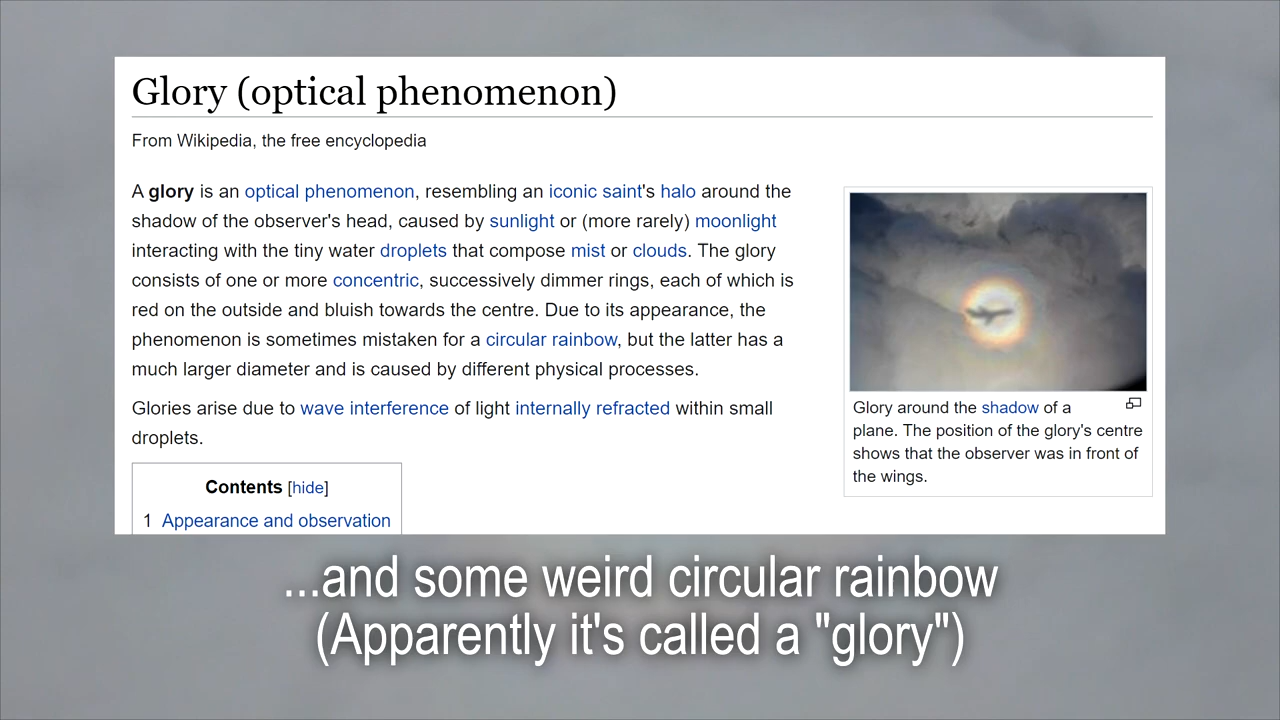 Glory (optical phenomenon)
From Wikipedia, the free encyclopedia
A glory is an optical phenomenon, resembling an iconic saint's halo around the
shadow of the observer's head, caused by sunlight or (more rarely) moonlight
interacting with the tiny water droplets that compose mist or clouds. The glory
consists of one or more concentric, successively dimmer rings, each of which is
red on the outside and bluish towards the centre. Due to its appearance, the
phenomenon is sometimes mistaken for a circular rainbow, but the latter has a
much larger diameter and is caused by different physical processes.
Glories arise due to wave interference of light internally refracted within small
droplets.
Contents [hide]
1 Appearance and observation
Glory around the shadow of a
plane. The position of the glory's centre
shows that the observer was in front of
the wings.
...and some weird circular rainbow
(Apparently it's called a "glory")